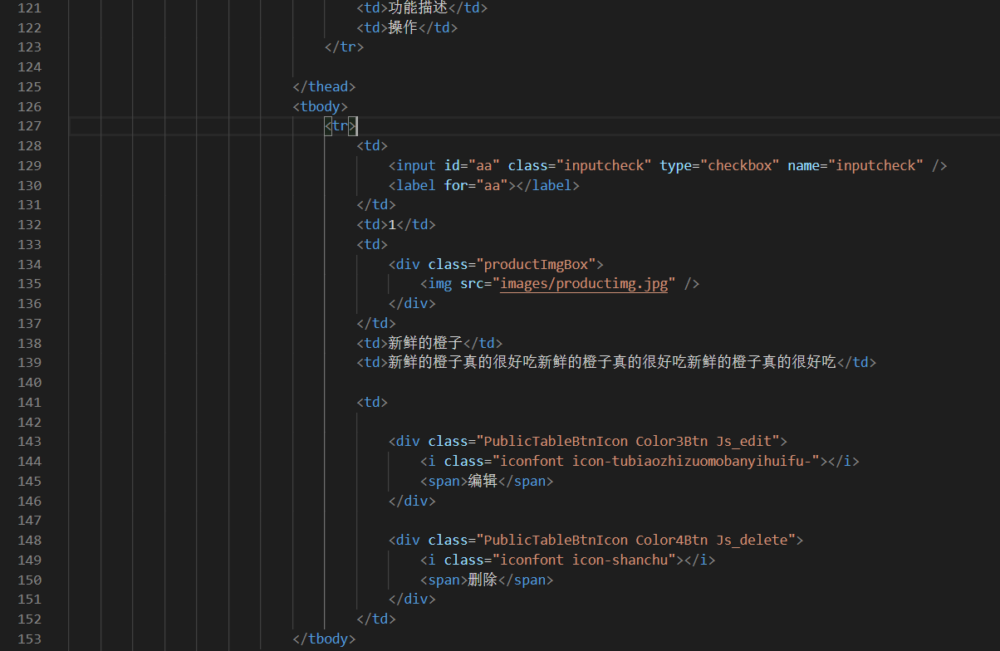 121 <td>功能描述</td>
122 <td>操作</td>
123 </tr>
124
125 </thead>
126 <tbody>
127 <tr>
128 <td>
129 <input id="aa" class="inputcheck" type="checkbox" name="inputcheck" />
130 <label for="aa"></label>
131 </td>
132 <td>1</td>
133 <td>
134 <div class="productImgBox">
135 <img src="images/productimg.jpg" />
136 </div>
137 </td>
138 <td>新鲜的橙子</td>
139 <td>新鲜的橙子真的很好吃新鲜的橙子真的很好吃新鲜的橙子真的很好吃</td>
140
141 <td>
142
143 <div class="PublicTableBtnIcon Color3Btn Js_edit">
144 <i class="iconfont icon-tubiaozhizuomobanyihuifu-"></i>
145 <span>编辑</span>
146 </div>
147
148 <div class="PublicTableBtnIcon Color4Btn Js_delete">
149 <i class="iconfont icon-shanchu"></i>
150 <span>删除</span>
151 </div>
152 </td>
153 </tbody>